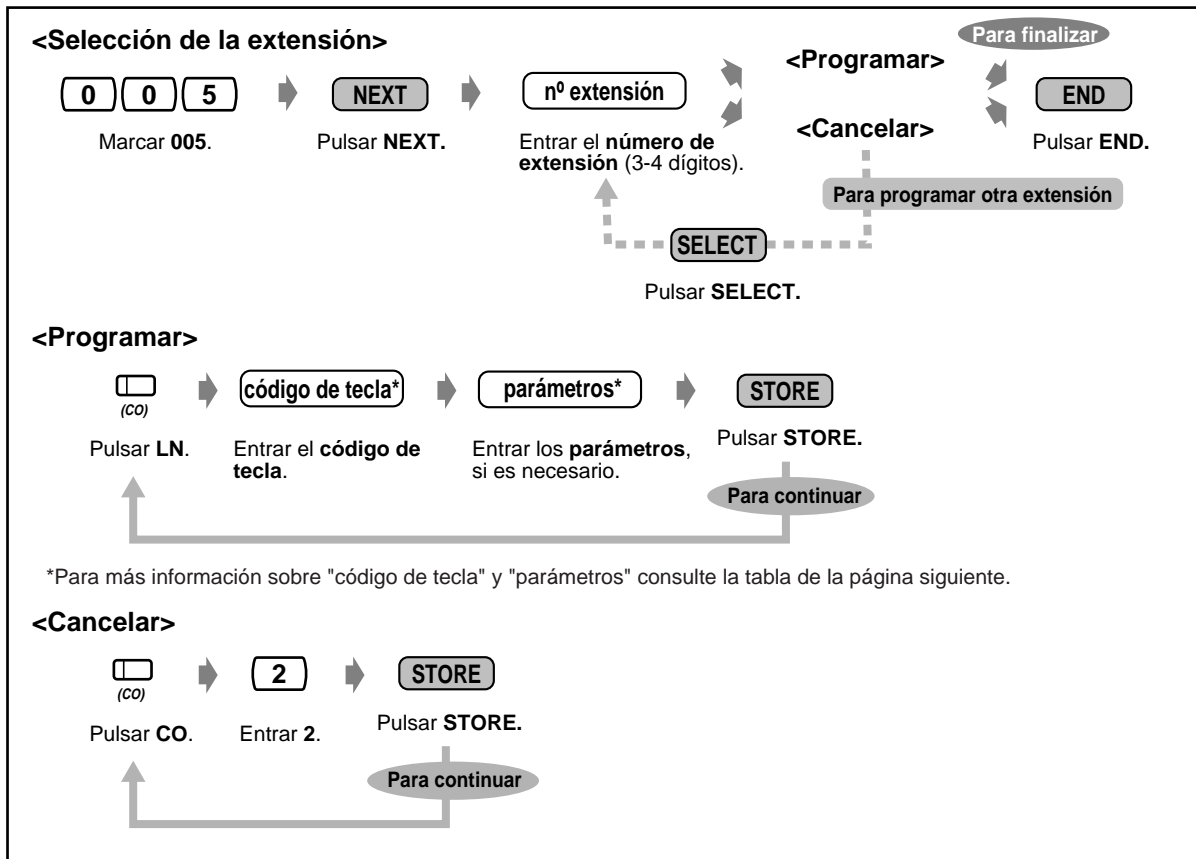 <Selección de la extensión>
Para finalizar
<Programar>
0 0 5
NEXT
nº extensión
END
<Cancelar>
Marcar 005.
Pulsar NEXT.
Entrar el número de
extensión (3-4 dígitos).
Pulsar END.
Para programar otra extensión
SELECT
Pulsar SELECT.
<Programar>
(CO)
código de tecla*
parámetros*
STORE
Pulsar LN.
Entrar el código de
tecla.
Entrar los parámetros,
si es necesario.
Pulsar STORE.
Para continuar
*Para más información sobre "código de tecla" y "parámetros" consulte la tabla de la página siguiente.
<Cancelar>
(CO)
2
STORE
Pulsar CO.
Entrar 2.
Pulsar STORE.
Para continuar